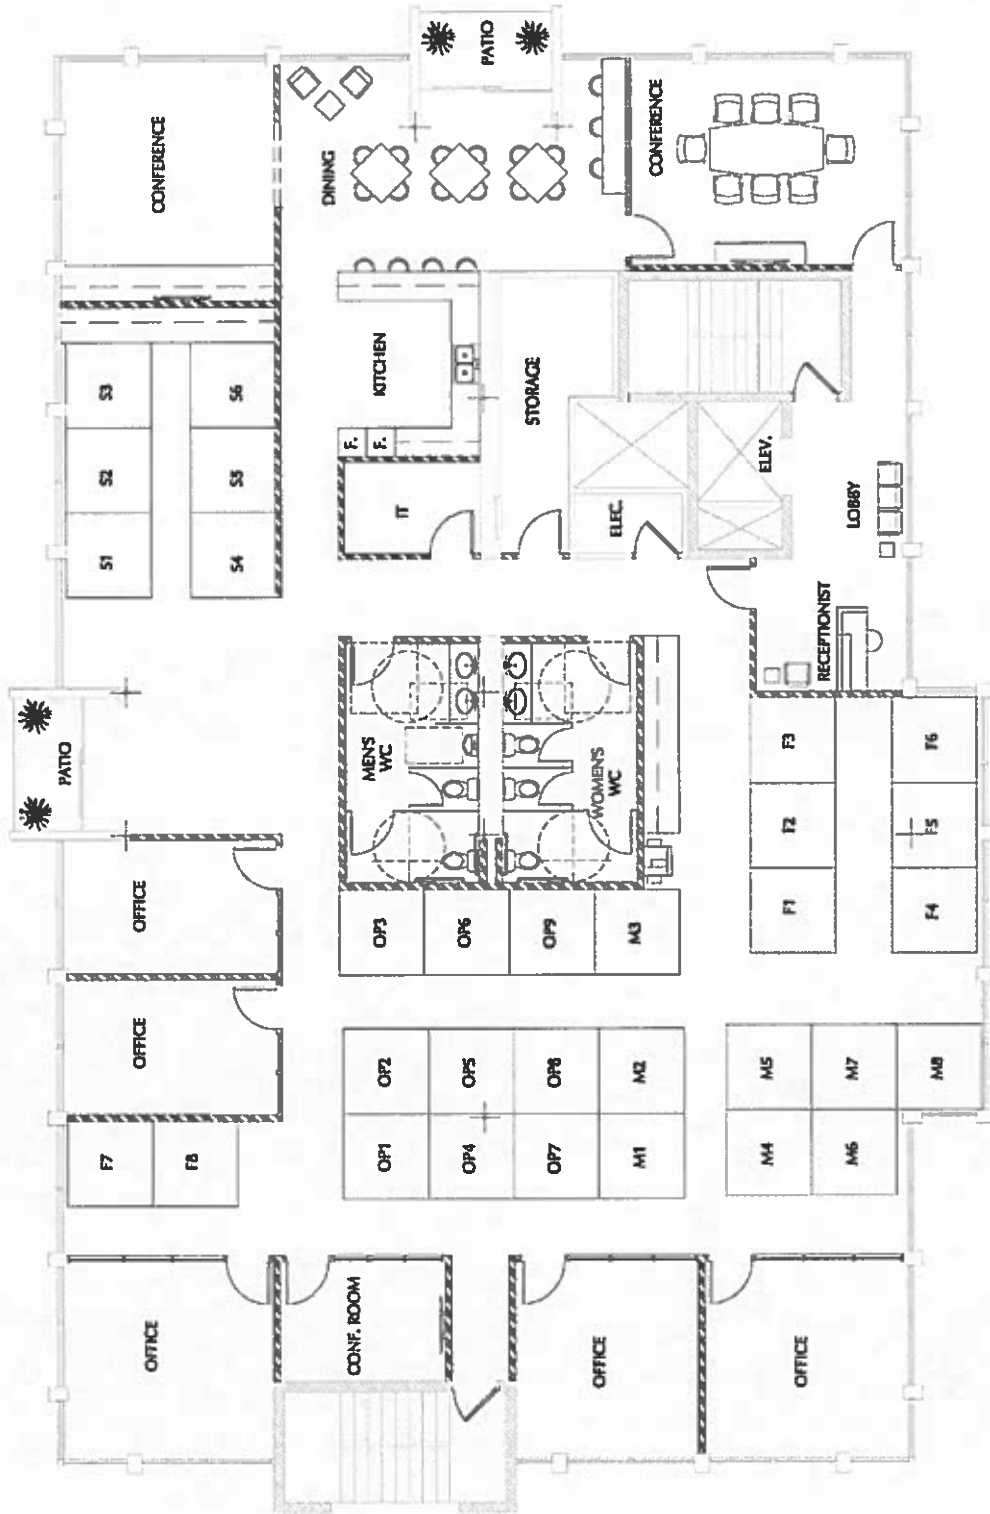 PATIO
CONFERENCE
DINING
CONFERENCE
KITCHEN
F.
F.
STORAGE
IT
ELEC.
ELEV.
LOBBY
RECEPTIONIST
S1
S2
S3
S4
S5
S6
PATIO
MEN'S
WC
WOMEN'S
WC
OFFICE
OFFICE
OP3
OP6
OP9
M3
F1
F2
F3
F4
F5
F6
F7
F8
OP2
OP5
OP8
M2
OP1
OP4
OP7
M1
M5
M7
M8
M4
M6
OFFICE
CONF. ROOM
OFFICE
OFFICE